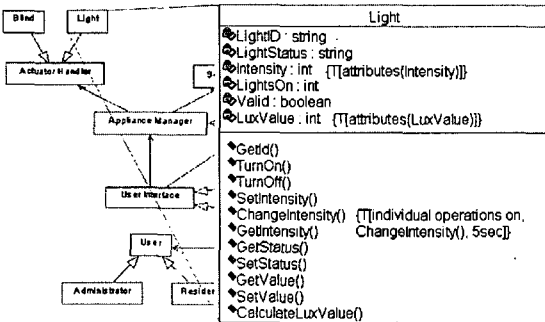 Blind
Light
Actuator Handler
S
Appliance Manager
User Interface
User
Administrator
Resider
Light
LightID : string
LightStatus : string
Intensity : int {T[attributes(Intensity)]}
LightsOn : int
Valid : boolean
LuxValue : int {T[attributes(LuxValue)]}
GetId()
TurnOn()
TurnOff()
SetIntensity()
ChangeIntensity() {T[individual operations on,
GetIntensity() ChangeIntensity(), 5sec]}
GetStatus()
SetStatus()
GetValue()
SetValue()
CalculateLuxValue()